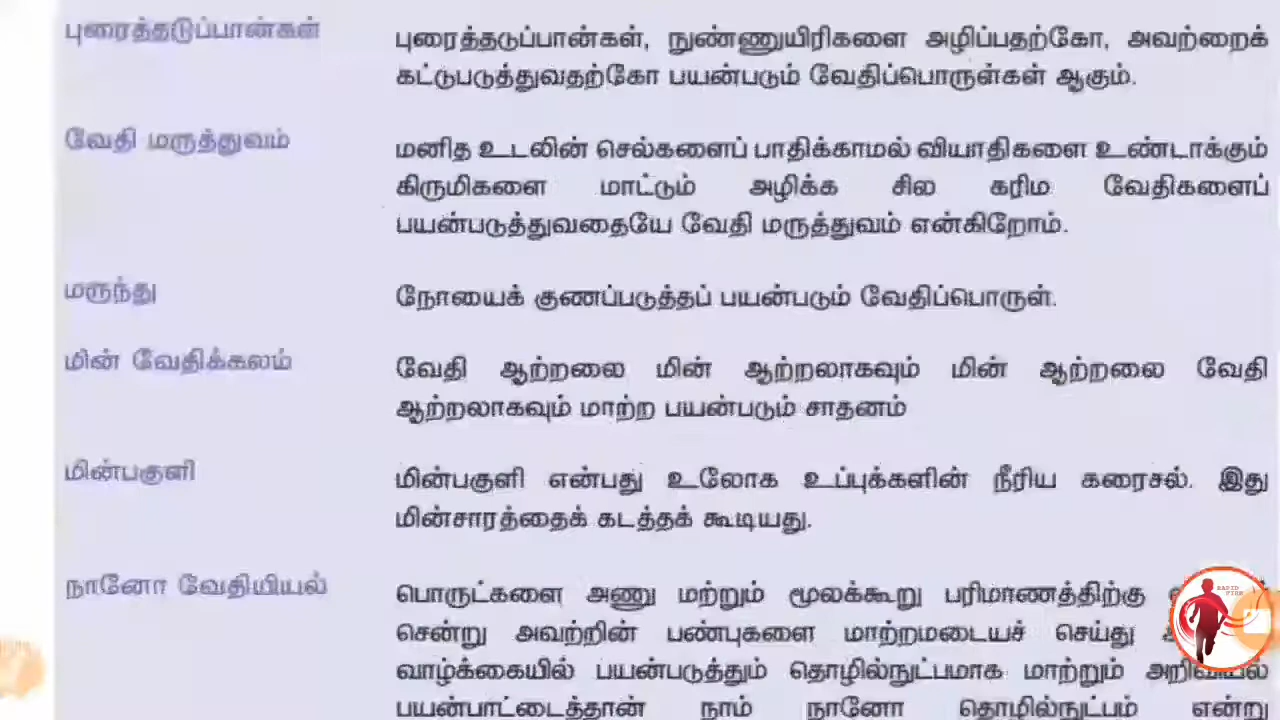 புரைத்தடுப்பான்கள்
புரைத்தடுப்பான்கள், நுண்ணுயிரிகளை அழிப்பதற்கோ, அவற்றைக்
கட்டுபடுத்துவதற்கோ பயன்படும் வேதிப்பொருள்கள் ஆகும்.
வேதி மருத்துவம்
மனித உடலின் செல்களைப் பாதிக்காமல் வியாதிகளை உண்டாக்கும்
கிருமிகளை மாட்டும் அழிக்க சில கரிம வேதிகளைப்
பயன்படுத்துவதையே வேதி மருத்துவம் என்கிறோம்.
மருந்து
நோயைக் குணப்படுத்தப் பயன்படும் வேதிப்பொருள்.
மின் வேதிக்கலம்
வேதி ஆற்றலை மின் ஆற்றலாகவும் மின் ஆற்றலை வேதி
ஆற்றலாகவும் மாற்ற பயன்படும் சாதனம்
மின்பகுளி
மின்பகுளி என்பது உலோக உப்புக்களின் நீரிய கரைசல். இது
மின்சாரத்தைக் கடத்தக் கூடியது.
நானோ வேதியியல்
பொருட்களை அணு மற்றும் மூலக்கூறு பரிமாணத்திற்கு
சென்று அவற்றின் பண்புகளை மாற்றமடையச் செய்து
வாழ்க்கையில் பயன்படுத்தும் தொழில்நுட்பமாக மாற்றும் அறிவியல்
பயன்பாட்டைத்தான் நாம் நானோ தொழில்நுட்பம் என்று
RAPID
FIRE